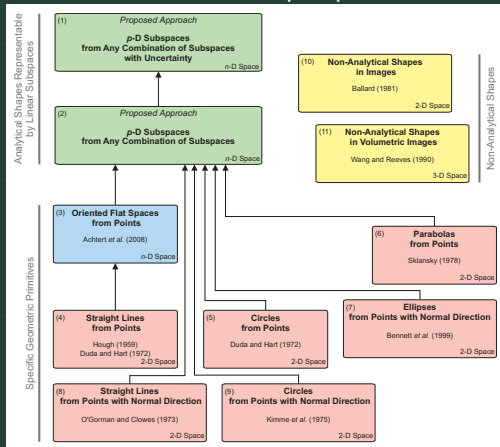 Analytical Shapes Representable
by Linear Subspaces
(1)
Proposed Approach
p-D Subspaces
from Any Combination of Subspaces
with Uncertainty
n-D Space
(2)
Proposed Approach
p-D Subspaces
from Any Combination of Subspaces
n-D Space
(10)
Non-Analytical Shapes
in Images
Ballard (1981)
2-D Space
(11)
Non-Analytical Shapes
in Volumetric Images
Wang and Reeves (1990)
3-D Space
Non-Analytical Shapes
Specific Geometric Primitives
(3)
Oriented Flat Spaces
from Points
Achtert et al. (2008)
n-D Space
(6)
Parabolas
from Points
Sklansky (1978)
2-D Space
(4)
Straight Lines
from Points
Hough (1959)
Duda and Hart (1972)
2-D Space
(5)
Circles
from Points
Duda and Hart (1972)
2-D Space
(7)
Ellipses
from Points with Normal Direction
Bennett et al. (1999)
2-D Space
(8)
Straight Lines
from Points with Normal Direction
O'Gorman and Clowes (1973)
2-D Space
(9)
Circles
from Points with Normal Direction
Kimme et al. (1975)
2-D Space